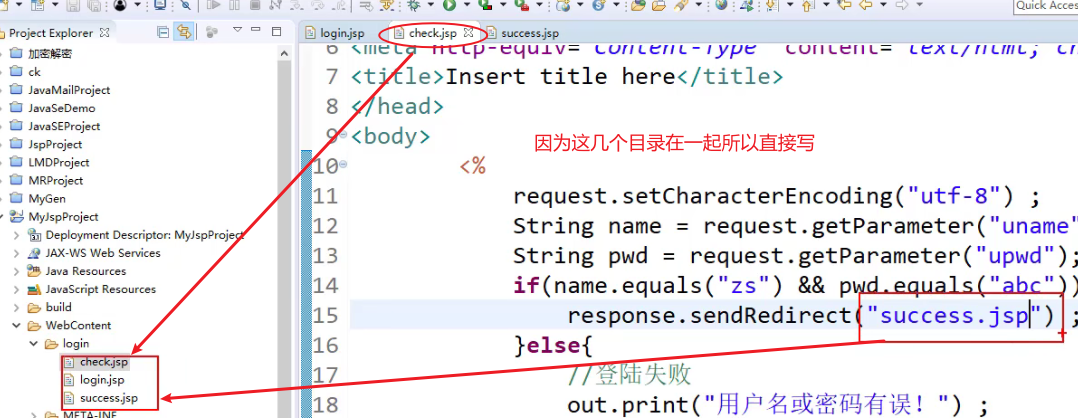 Quick Acces
Project Explorer
加密解密
ck
JavaMailProject
JavaSeDemo
JavaSEProject
JspProject
LMDProject
MRProject
MyGen
MyJspProject
Deployment Descriptor: MyJspProject
JAX-WS Web Services
Java Resources
JavaScript Resources
build
WebContent
login
check.jsp
login.jsp
success.jsp
META-INF
login.jsp check.jsp success.jsp
6 <meta http-equiv="Content-Type" content="text/html; ch
7 <title>Insert title here</title>
8 </head>
9 <body>
因为这几个目录在一起所以直接写
10 <%
11 request.setCharacterEncoding("utf-8") ;
12 String name = request.getParameter("uname"
13 String pwd = request.getParameter("upwd");
14 if(name.equals("zs") && pwd.equals("abc"))
15 response.sendRedirect("success.jsp") ;
16 }else{
17 //登陆失败
18 out.print("用户名或密码有误！") ;